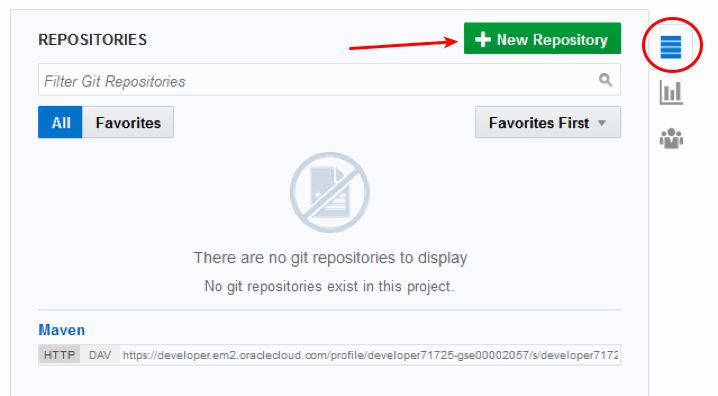 REPOSITORIES
New Repository
Filter Git Repositories
All Favorites
Favorites First
There are no git repositories to display
No git repositories exist in this project.
Maven
HTTP DAV https://developer.em2.oraclecloud.com/profile/developer71725-gse00002057/s/developer7172